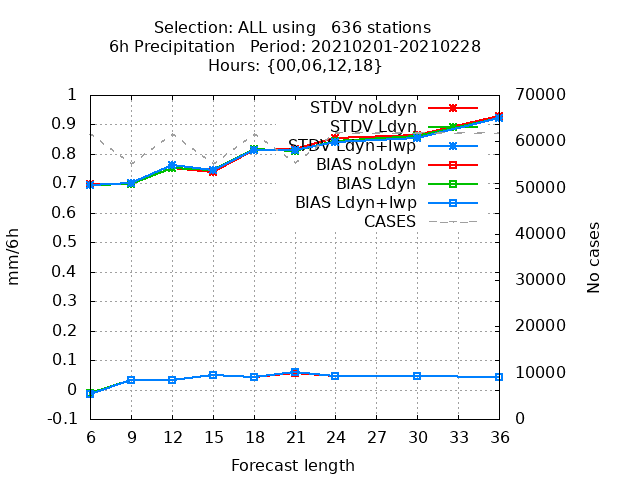 Selection: ALL using   636 stations
6h Precipitation   Period: 20210201-20210228
Hours: {00,06,12,18}
STDV noLdyn
STDV Ldyn
STDV Ldyn+lwp
BIAS noLdyn
BIAS Ldyn
BIAS Ldyn+lwp
CASES
mm/6h
1
0.9
0.8
0.7
0.6
0.5
0.4
0.3
0.2
0.1
0
-0.1
70000
60000
50000
40000
30000
20000
10000
0
No cases
6 9 12 15 18 21 24 27 30 33 36
Forecast length